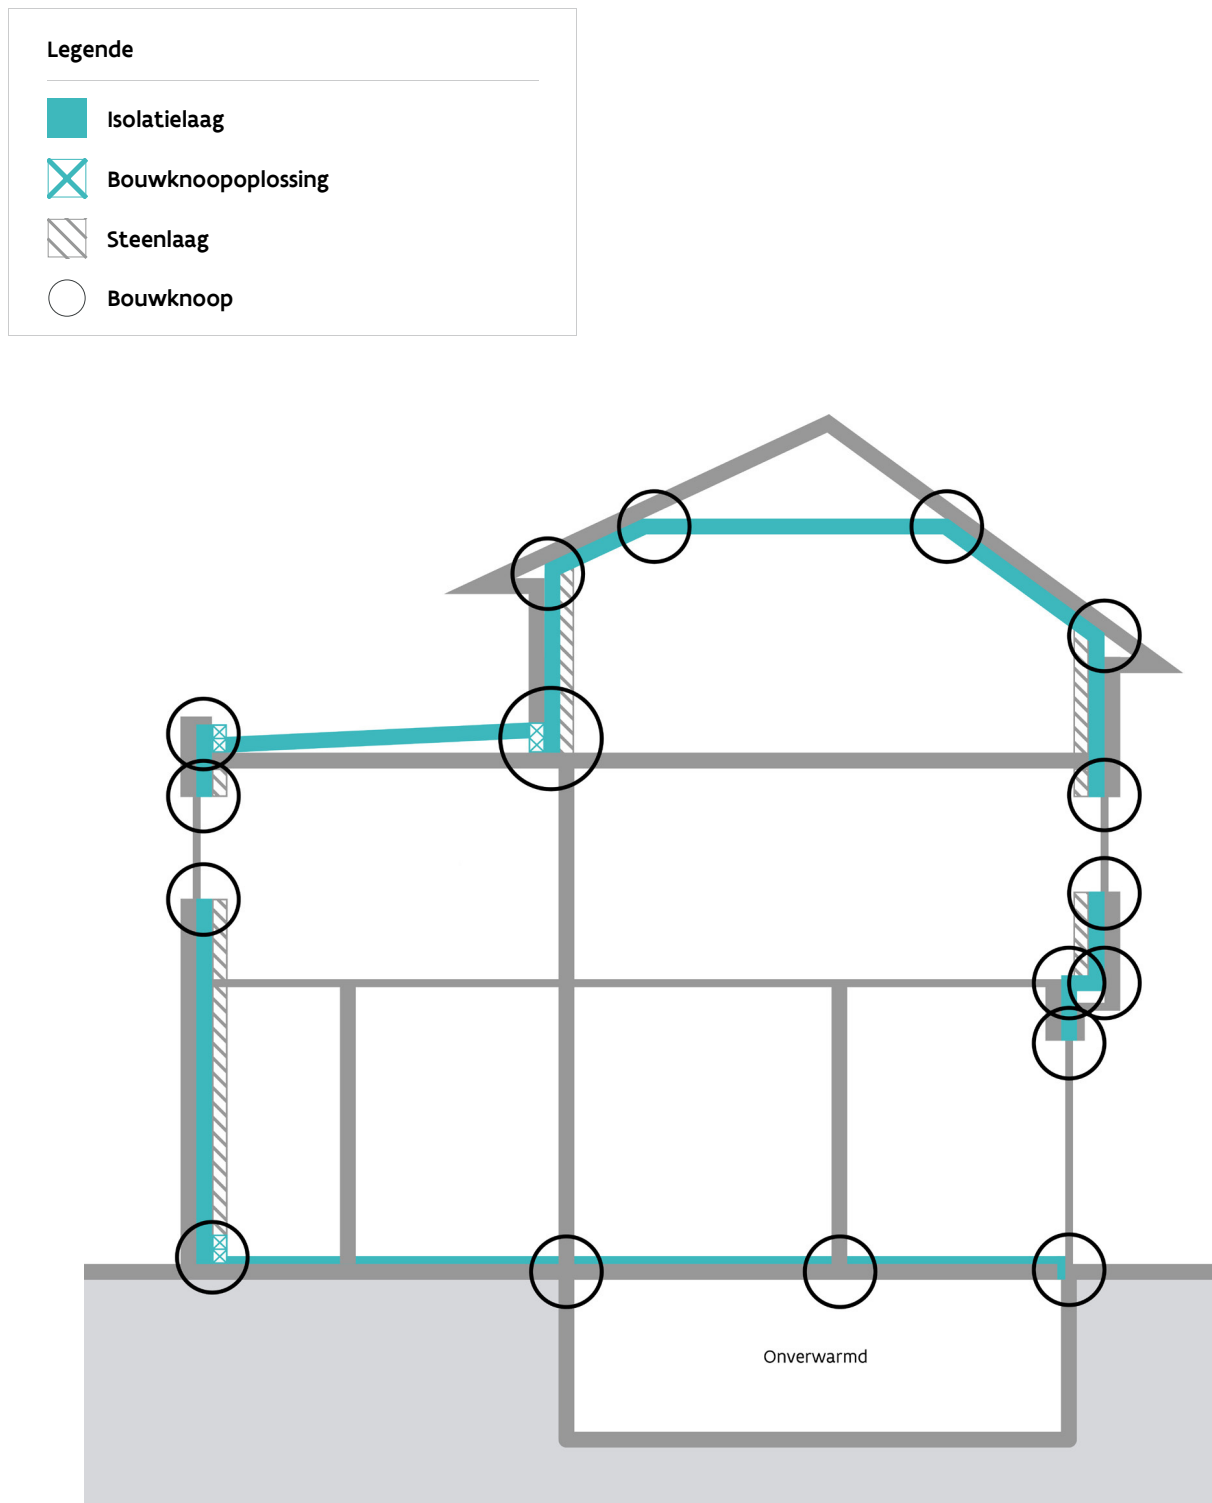 Legende
Isolatielaag
Bouwknoopoplossing
Steenlaag
Bouwknoop
Onverwarmd